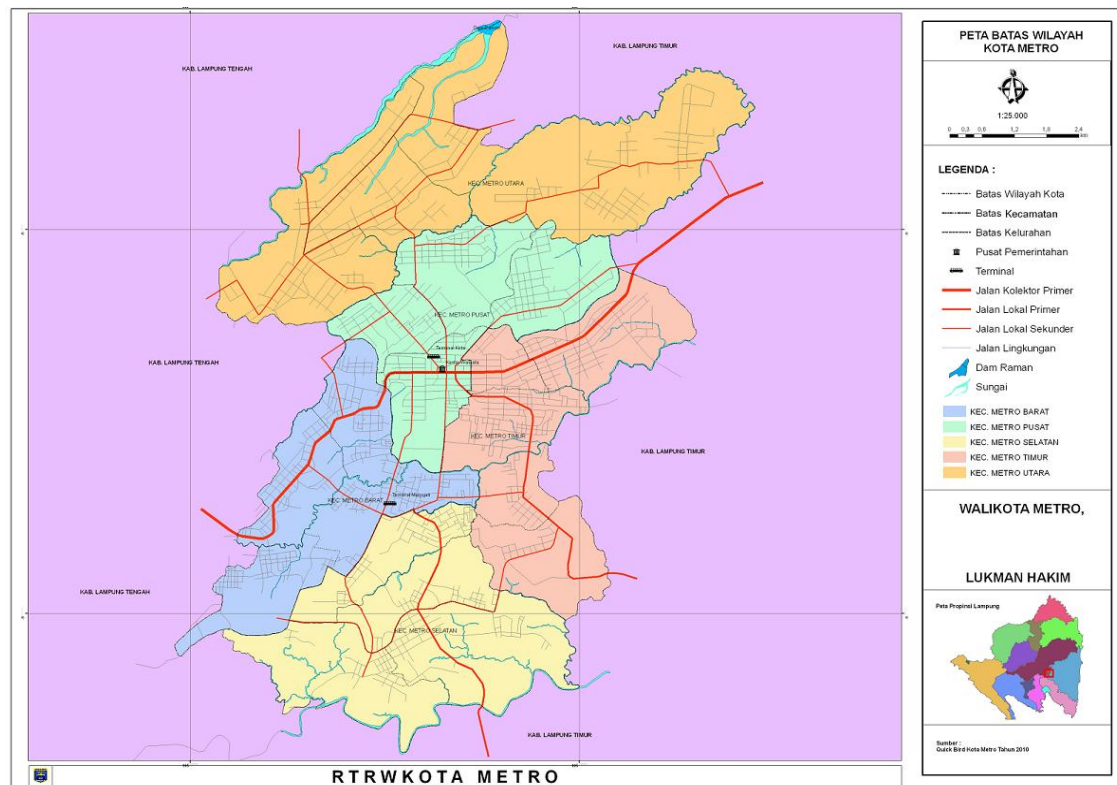 PETA BATAS WILAYAH
KOTA METRO
1:25.000
0 0,3 0,6 1,2 1,8 2,4
LEGENDA :
Batas Wilayah Kota
Batas Kecamatan
Batas Kelurahan
Pusat Pemerintahan
Terminal
Jalan Kolektor Primer
Jalan Lokal Primer
Jalan Lokal Sekunder
Jalan Lingkungan
Dam Raman
Sungai
KEC. METRO BARAT
KEC. METRO PUSAT
KEC. METRO SELATAN
KEC. METRO TIMUR
KEC. METRO UTARA
WALIKOTA METRO,
LUKMAN HAKIM
Peta Propinsi Lampung
Sumber :
Quick Bird Kota Metro Tahun 2010
KAB. LAMPUNG TIMUR
KAB. LAMPUNG TENGAH
KEC METRO UTARA
KEC. METRO PUSAT
Terminal Kota
KAB. LAMPUNG TENGAH
KEC METRO TIMUR
KAB. LAMPUNG TIMUR
KEC. METRO BARAT
KAB. LAMPUNG TENGAH
KEC. METRO SELATAN
KAB. LAMPUNG TIMUR
RTRWKOTA METRO